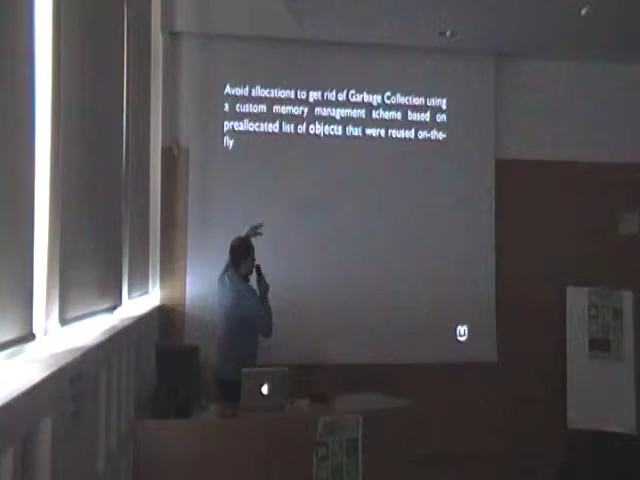 Avoid allocations to get rid of Garbage Collection using
a custom memory management scheme based on
preallocated list of objects that were reused on-the-
fly